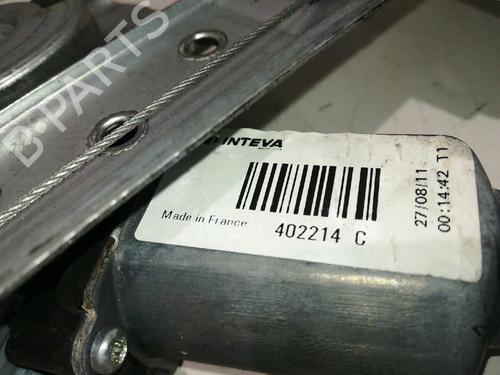 B-PARTS
INTEVA
Made in France
402214 C
27/08/11
00:14:42 T1